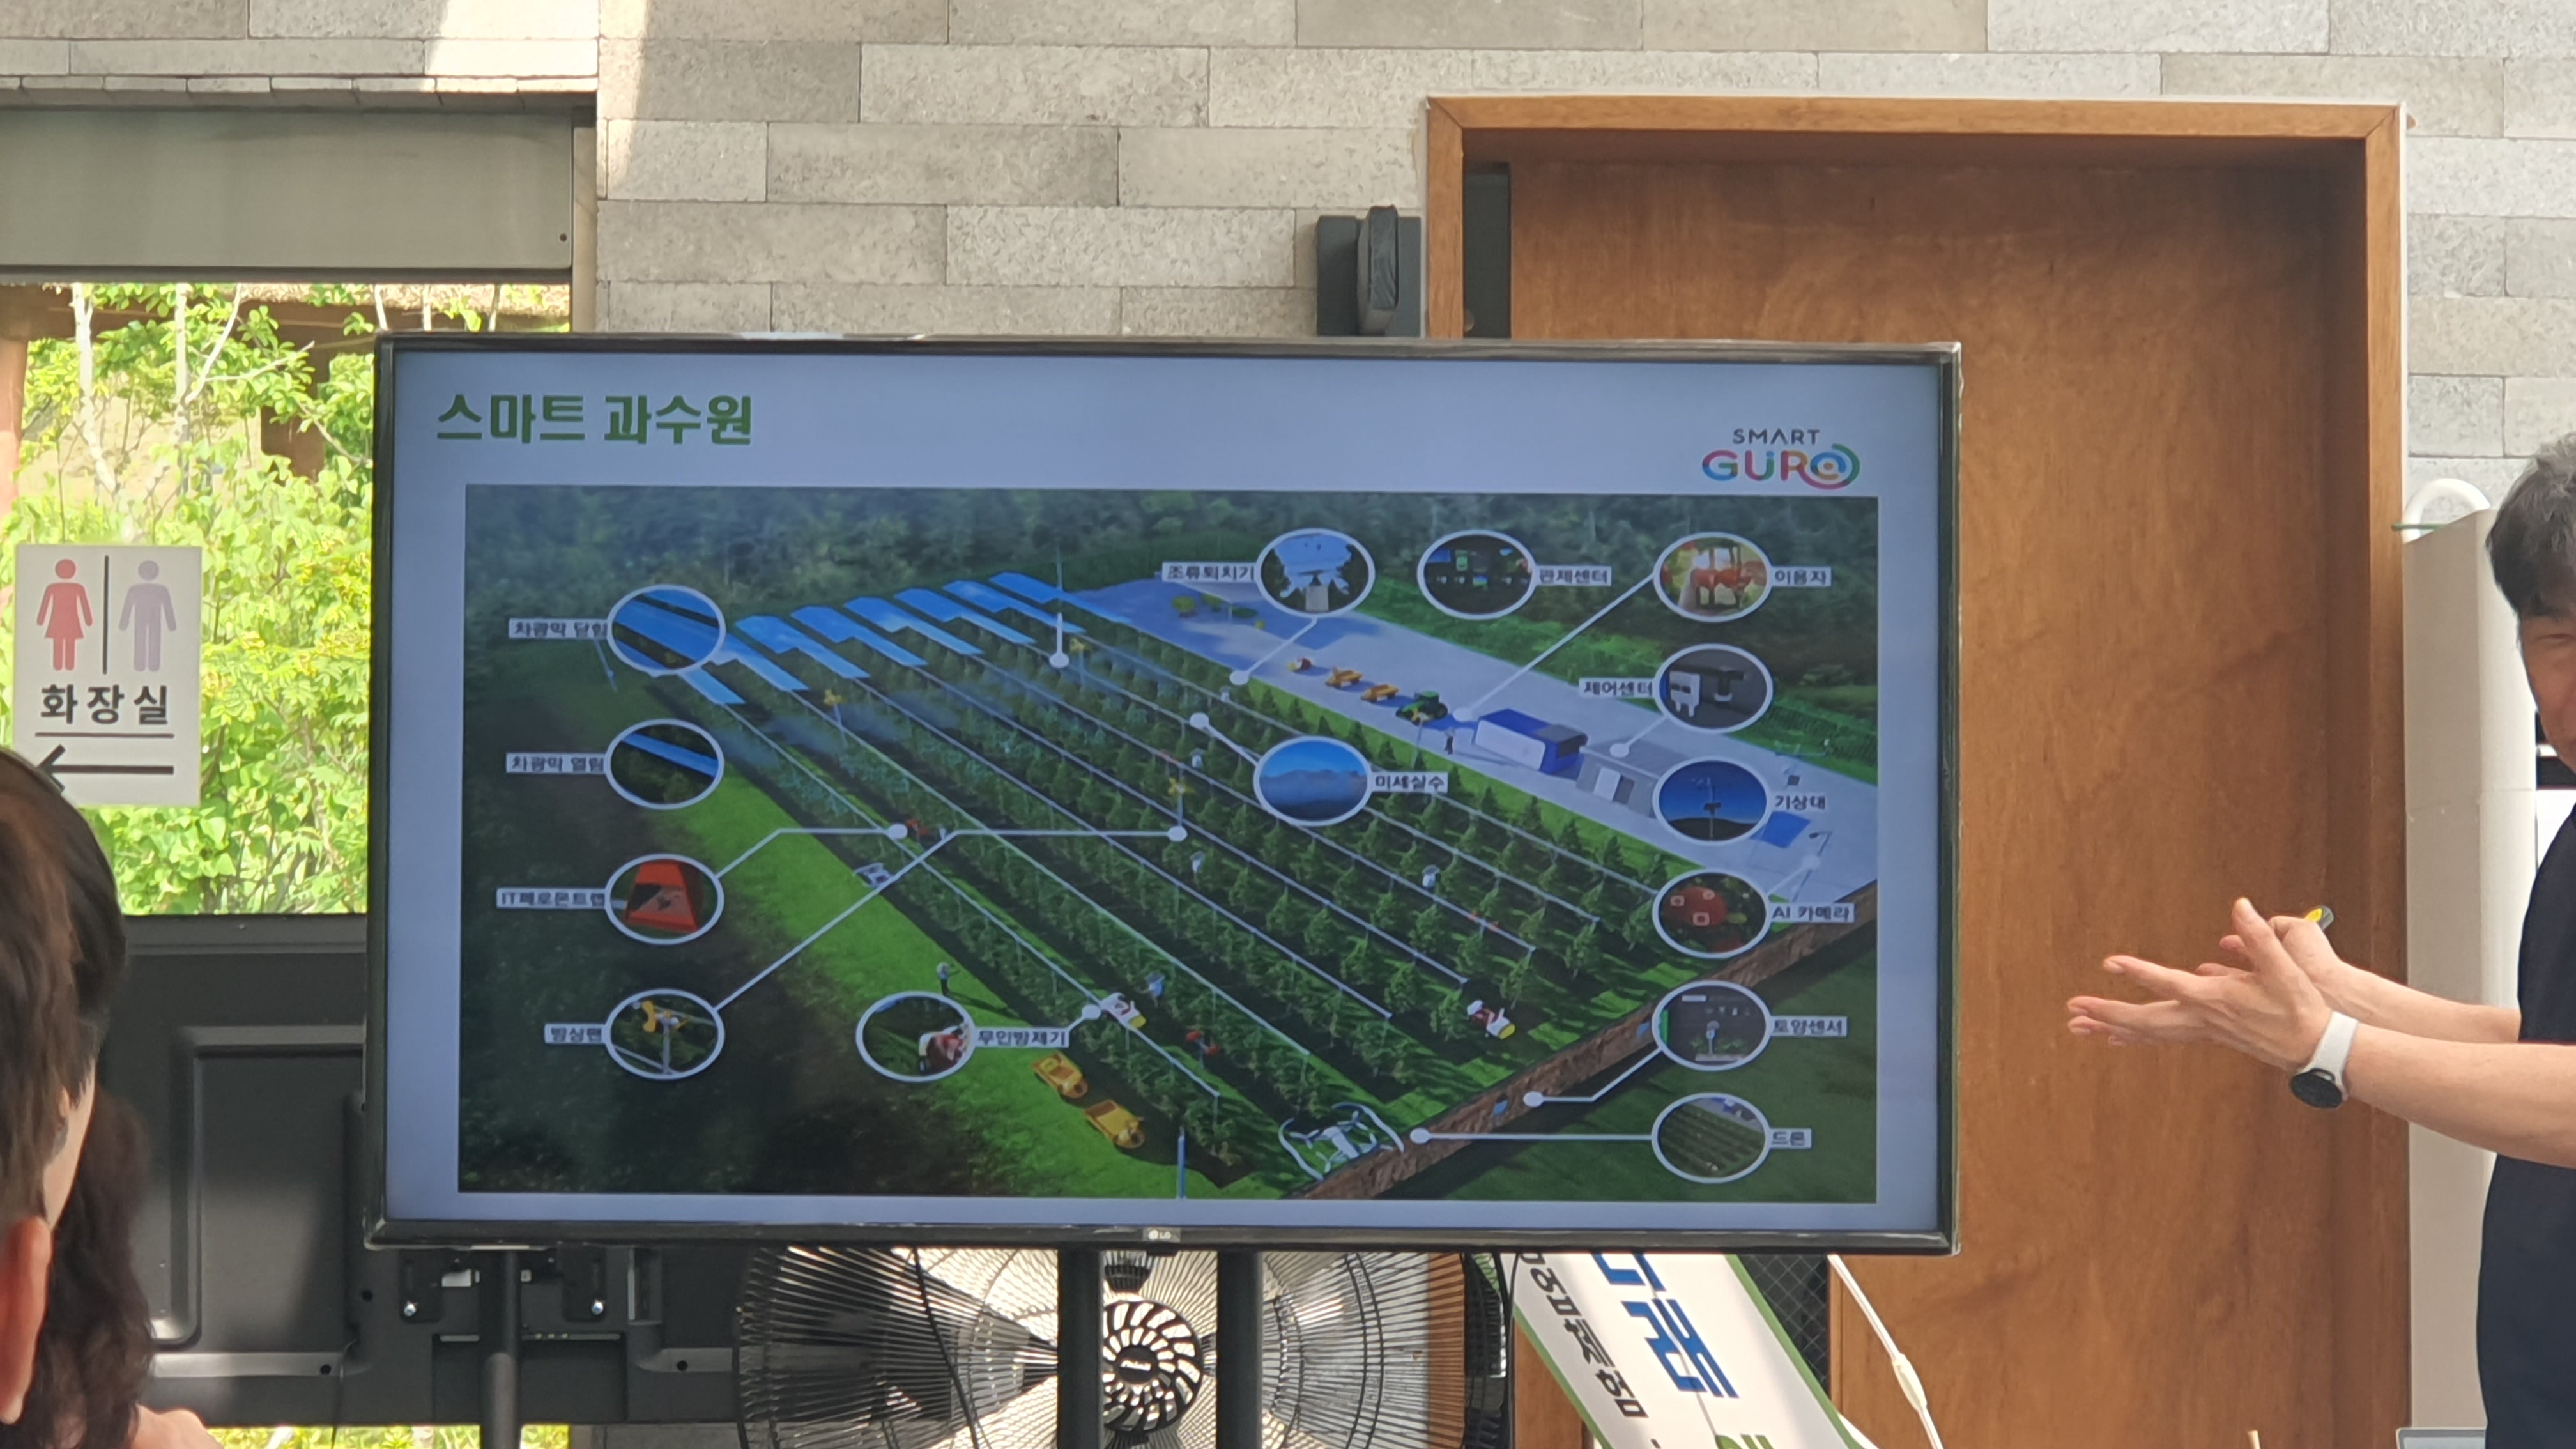 스마트 과수원
SMART
GURO
조류퇴치기
관제센터
이용자
차광막 닫힘
제어센터
차광막 열림
미세살수
기상대
IT페로몬트랩
AI 카메라
방상팬
무인방제기
토양센서
드론
화장실
LG